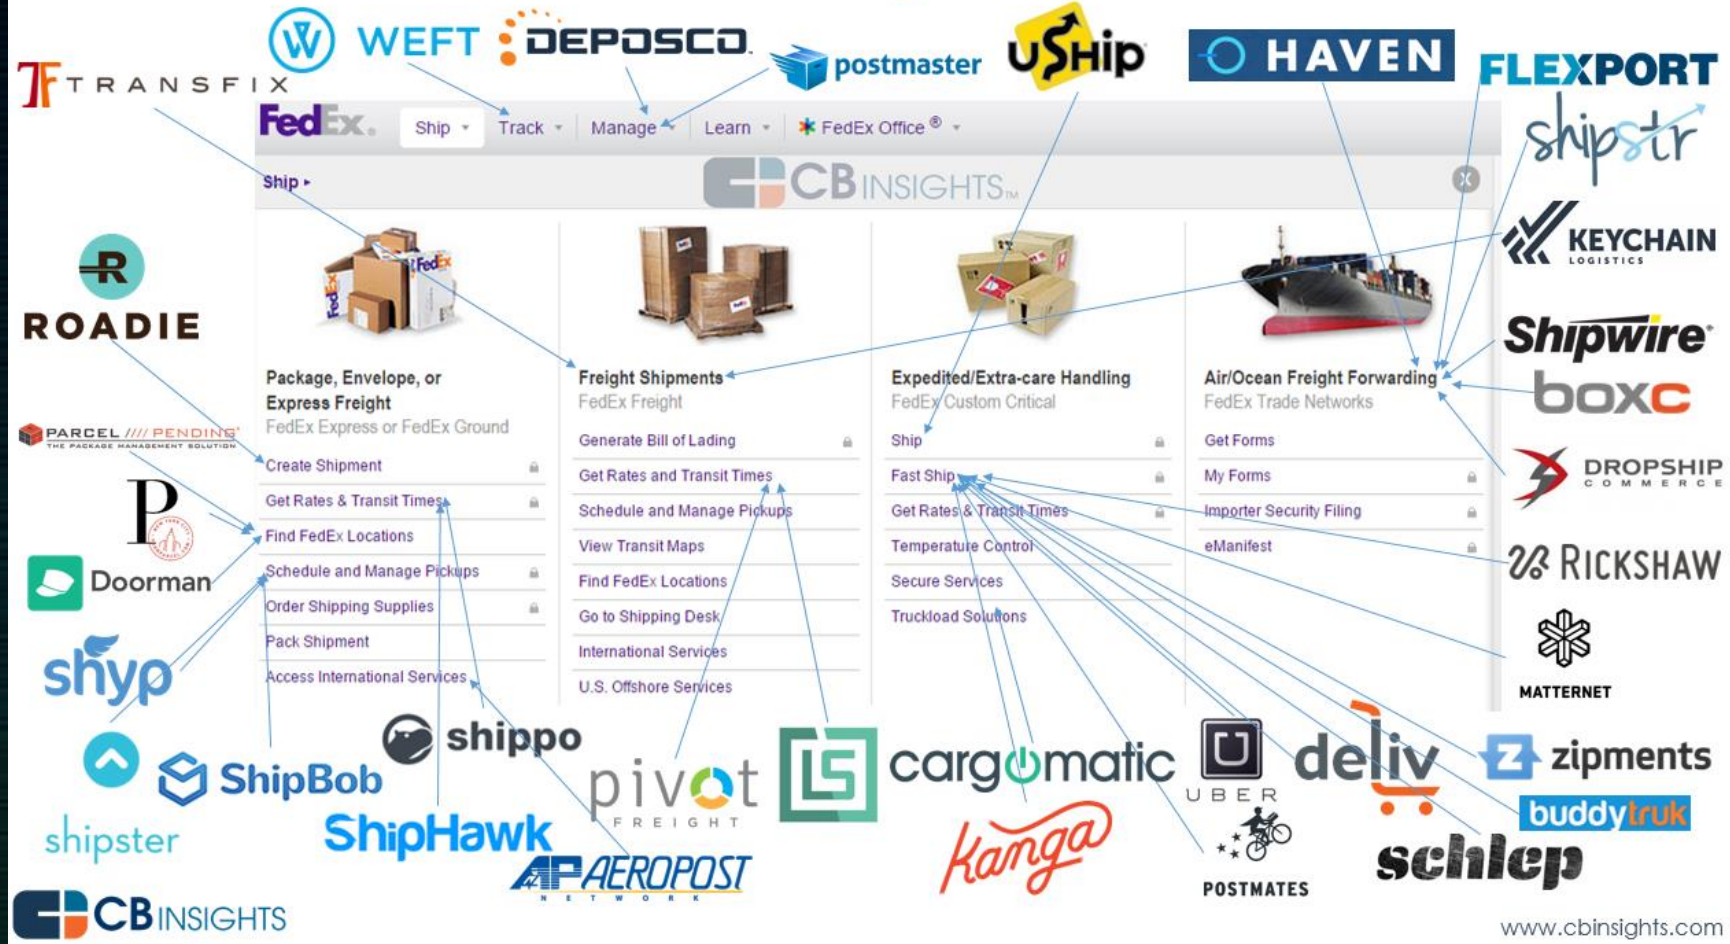 WEFT
DEPOSCO
postmaster
uShip
HAVEN
FLEXPORT
TRANSFIX
shipstr
FedEx.
Ship
Track
Manage
Learn
FedEx Office ®
Ship
CB INSIGHTS™
X
KEYCHAIN
LOGISTICS
R
ROADIE
Shipwire
Package, Envelope, or
Express Freight
FedEx Express or FedEx Ground
Create Shipment
Get Rates & Transit Times
Find FedEx Locations
Schedule and Manage Pickups
Order Shipping Supplies
Pack Shipment
Access International Services
Freight Shipments
FedEx Freight
Generate Bill of Lading
Get Rates and Transit Times
Schedule and Manage Pickups
View Transit Maps
Find FedEx Locations
Go to Shipping Desk
International Services
U.S. Offshore Services
Expedited/Extra-care Handling
FedEx Custom Critical
Ship
Fast Ship
Get Rates & Transit Times
Temperature Control
Secure Services
Truckload Solutions
Air/Ocean Freight Forwarding
FedEx Trade Networks
Get Forms
My Forms
Importer Security Filing
eManifest
boxc
PARCEL //// PENDING
THE PACKAGE MANAGEMENT SOLUTION
DROPSHIP
COMMERCE
P
Doorman
RICKSHAW
shyp
MATTERNET
shippo
ShipBob
pivot
FREIGHT
LS
cargomatic
U
UBER
deliv
Z zipments
buddytruk
shipster
ShipHawk
AEROPOST
NETWORK
Kanga
POSTMATES
schlep
CB INSIGHTS
www.cbinsights.com